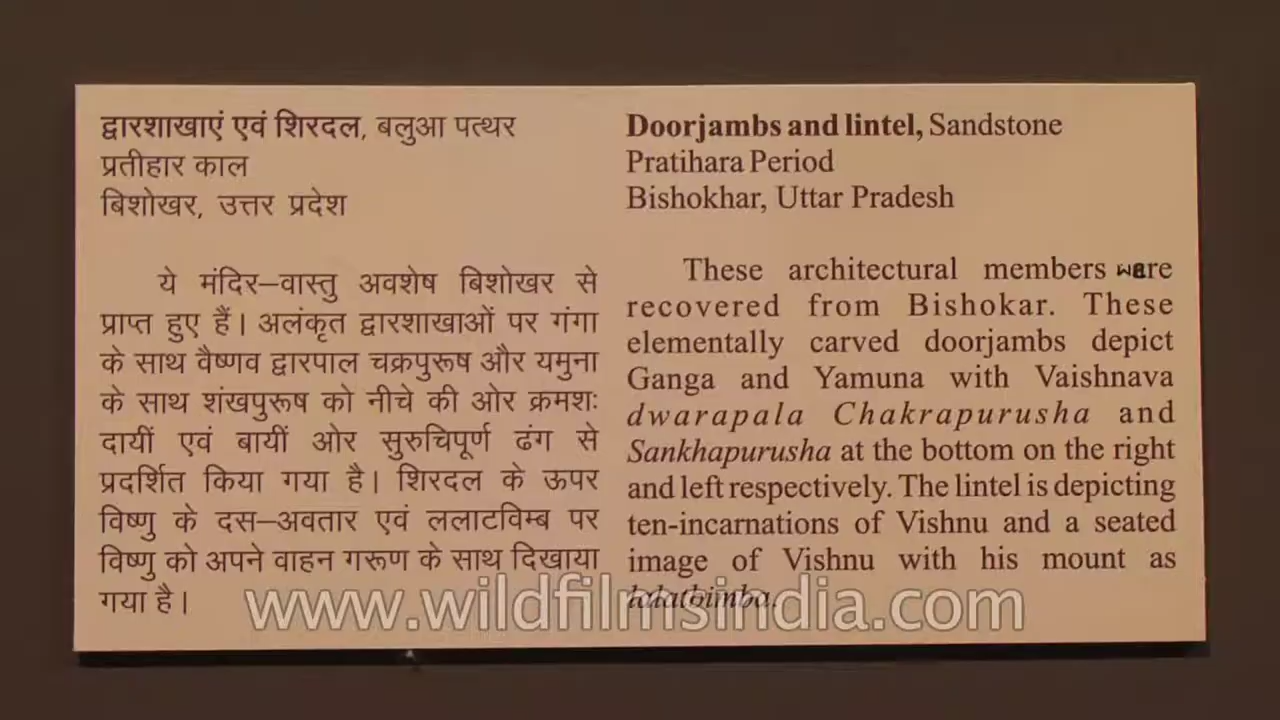 द्वारशाखाएं एवं शिरदल, बलुआ पत्थर
प्रतीहार काल
बिशोखर, उत्तर प्रदेश
ये मंदिर–वास्तु अवशेष बिशोखर से
प्राप्त हुए हैं। अलंकृत द्वारशाखाओं पर गंगा
के साथ वैष्णव द्वारपाल चक्रपुरूष और यमुना
के साथ शंखपुरूष को नीचे की ओर क्रमशः
दायीं एवं बायीं ओर सुरुचिपूर्ण ढंग से
प्रदर्शित किया गया है। शिरदल के ऊपर
विष्णु के दस–अवतार एवं ललाटविम्ब पर
विष्णु को अपने वाहन गरूण के साथ दिखाया
गया है।
Doorjambs and lintel, Sandstone
Pratihara Period
Bishokhar, Uttar Pradesh
These architectural members were
recovered from Bishokar. These
elementally carved doorjambs depict
Ganga and Yamuna with Vaishnava
dwarapala Chakrapurusha and
Sankhapurusha at the bottom on the right
and left respectively. The lintel is depicting
ten-incarnations of Vishnu and a seated
image of Vishnu with his mount as
lalatbimba.
www.wildfilmsindia.com